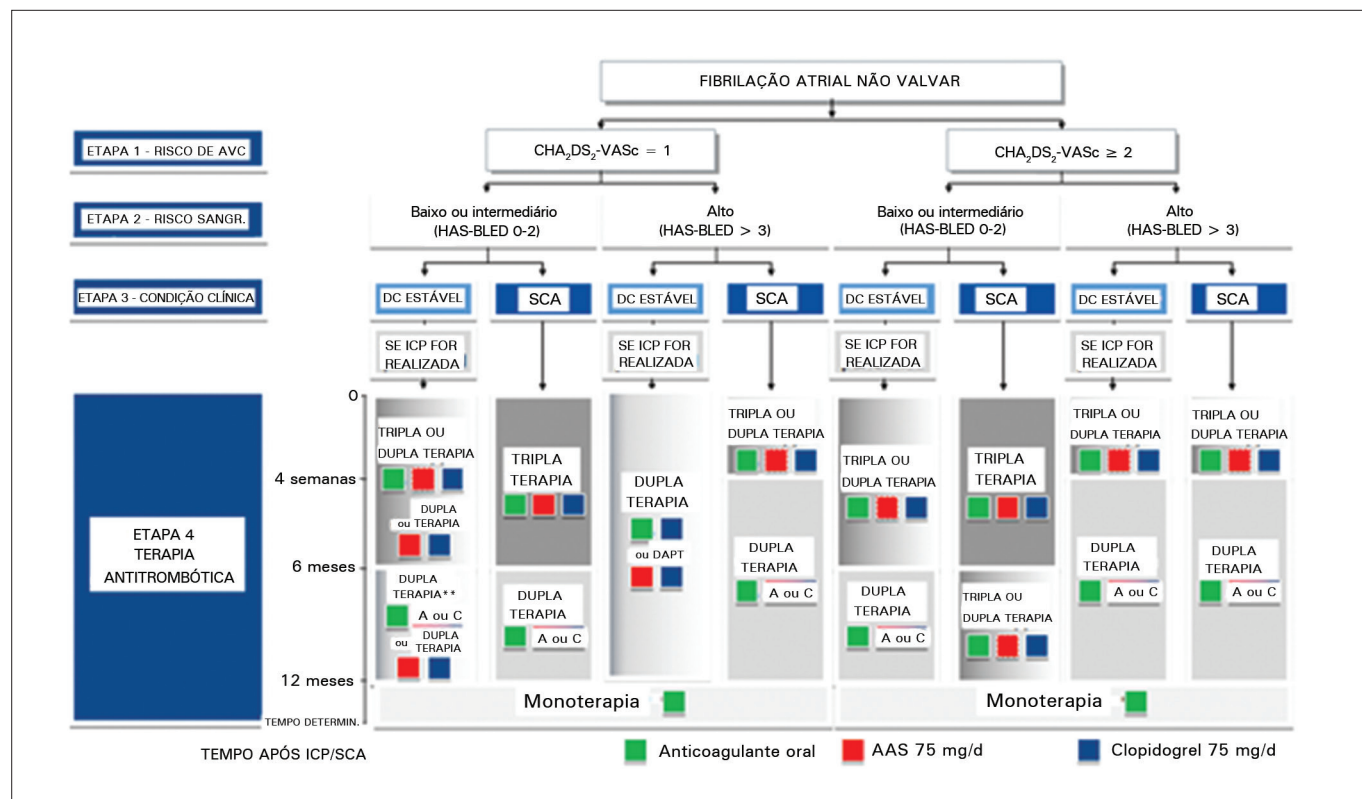 FIBRILAÇÃO ATRIAL NÃO VALVAR
ETAPA 1 - RISCO DE AVC
CHA₂DS₂-VASc = 1
CHA₂DS₂-VASc ≥ 2
ETAPA 2 - RISCO SANGR.
Baixo ou intermediário
(HAS-BLED 0-2)
Alto
(HAS-BLED > 3)
Baixo ou intermediário
(HAS-BLED 0-2)
Alto
(HAS-BLED > 3)
ETAPA 3 - CONDIÇÃO CLÍNICA
DC ESTÁVEL
SCA
DC ESTÁVEL
SCA
DC ESTÁVEL
SCA
DC ESTÁVEL
SCA
SE ICP FOR
REALIZADA
SE ICP FOR
REALIZADA
SE ICP FOR
REALIZADA
SE ICP FOR
REALIZADA
ETAPA 4
TERAPIA
ANTITROMBÓTICA
0
4 semanas
6 meses
12 meses
TEMPO DETERMIN.
TRIPLA OU
DUPLA TERAPIA
DUPLA
ou TERAPIA
DUPLA
TERAPIA**
A ou C
ou DUPLA
TERAPIA
TRIPLA
TERAPIA
DUPLA
TERAPIA
A ou C
DUPLA
TERAPIA
ou DAPT
TRIPLA OU
DUPLA TERAPIA
DUPLA
TERAPIA
A ou C
TRIPLA OU
DUPLA TERAPIA
DUPLA
TERAPIA
A ou C
TRIPLA
TERAPIA
TRIPLA OU
DUPLA TERAPIA
TRIPLA OU
DUPLA TERAPIA
DUPLA
TERAPIA
A ou C
TRIPLA OU
DUPLA TERAPIA
DUPLA
TERAPIA
A ou C
Monoterapia
Monoterapia
TEMPO APÓS ICP/SCA
Anticoagulante oral
AAS 75 mg/d
Clopidogrel 75 mg/d